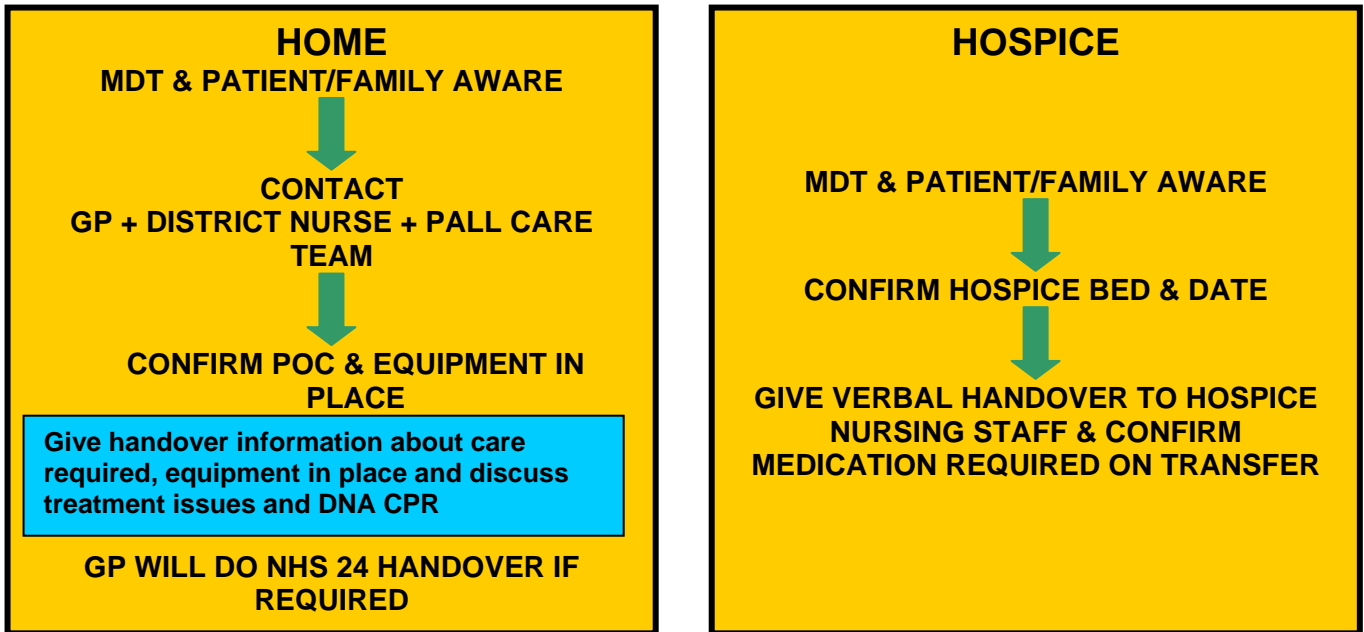 HOME
MDT & PATIENT/FAMILY AWARE
CONTACT
GP + DISTRICT NURSE + PALL CARE
TEAM
CONFIRM POC & EQUIPMENT IN
PLACE
Give handover information about care
required, equipment in place and discuss
treatment issues and DNA CPR
GP WILL DO NHS 24 HANDOVER IF
REQUIRED
HOSPICE
MDT & PATIENT/FAMILY AWARE
CONFIRM HOSPICE BED & DATE
GIVE VERBAL HANDOVER TO HOSPICE
NURSING STAFF & CONFIRM
MEDICATION REQUIRED ON TRANSFER